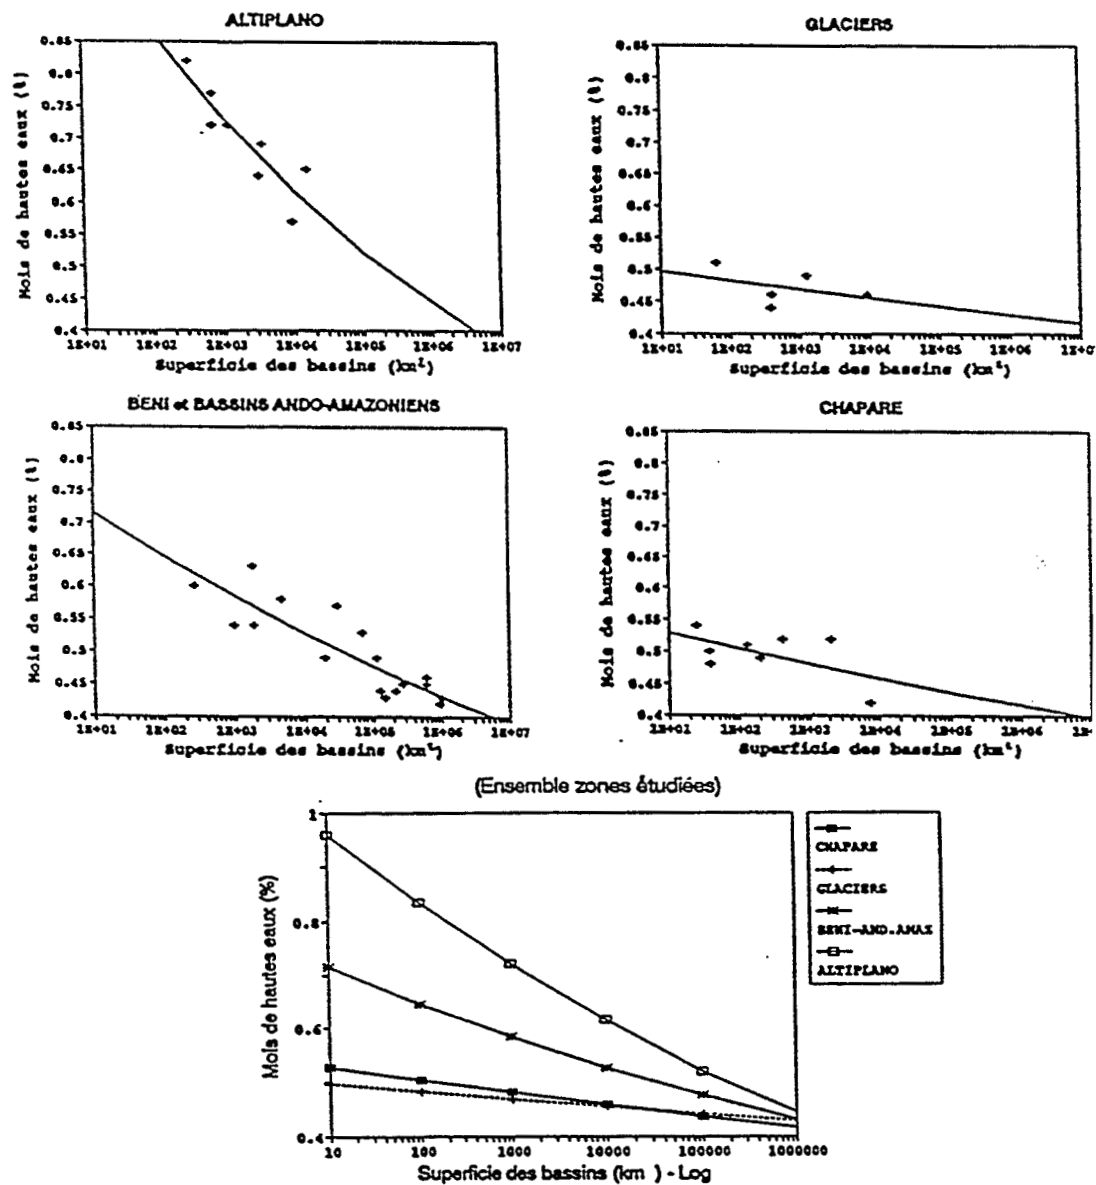 ALTIPLANO
Mois de hautes eaux (%)
0.85
0.8
0.75
0.7
0.65
0.6
0.55
0.5
0.45
0.4
1E+01 1E+02 1E+03 1E+04 1E+05 1E+06 1E+07
Superficie des bassins (km²)
GLACIERS
Mois de hautes eaux (%)
0.85
0.8
0.75
0.7
0.65
0.6
0.55
0.5
0.45
0.4
1E+01 1E+02 1E+03 1E+04 1E+05 1E+06 1E+0
Superficie des bassins (km²)
BENI et BASSINS ANDO-AMAZONIENS
Mois de hautes eaux (%)
0.85
0.8
0.75
0.7
0.65
0.6
0.55
0.5
0.45
0.4
1E+01 1E+02 1E+03 1E+04 1E+05 1E+06 1E+07
Superficie des bassins (km²)
CHAPARE
Mois de hautes eaux (%)
0.85
0.8
0.75
0.7
0.65
0.6
0.55
0.5
0.45
0.4
1E+01 1E+02 1E+03 1E+04 1E+05 1E+06 1E
Superficie des bassins (km²)
(Ensemble zones étudiées)
Mois de hautes eaux (%)
1
0.8
0.6
0.4
10 100 1000 10000 100000 1000000
Superficie des bassins (km ) - Log
CHAPARE
GLACIERS
BENI-AND.AMAZ
ALTIPLANO